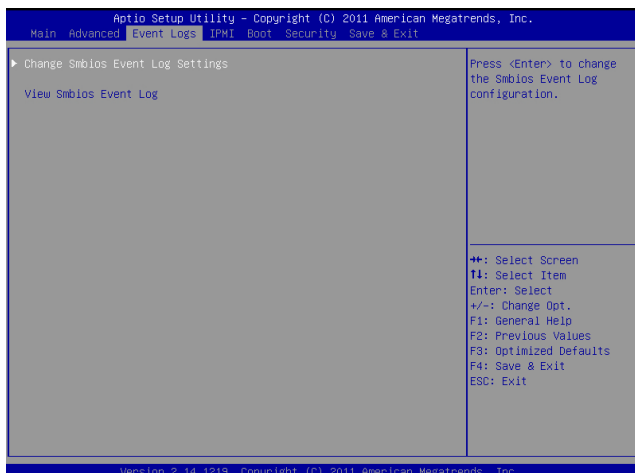 Aptio Setup Utility – Copyright (C) 2011 American Megatrends, Inc.
Main Advanced Event Logs IPMI Boot Security Save & Exit
Change Smbios Event Log Settings
View Smbios Event Log
Press <Enter> to change
the Smbios Event Log
configuration.
→←: Select Screen
↑↓: Select Item
Enter: Select
+/-: Change Opt.
F1: General Help
F2: Previous Values
F3: Optimized Defaults
F4: Save & Exit
ESC: Exit
Version 2.14.1219. Copyright (C) 2011 American Megatrends, Inc.